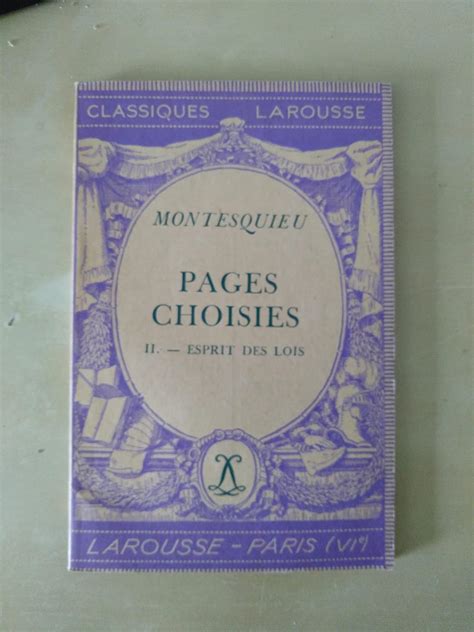 CLASSIQUES LAROUSSE
MONTESQUIEU
PAGES
CHOISIES
II. — ESPRIT DES LOIS
LAROUSSE – PARIS (VIe)